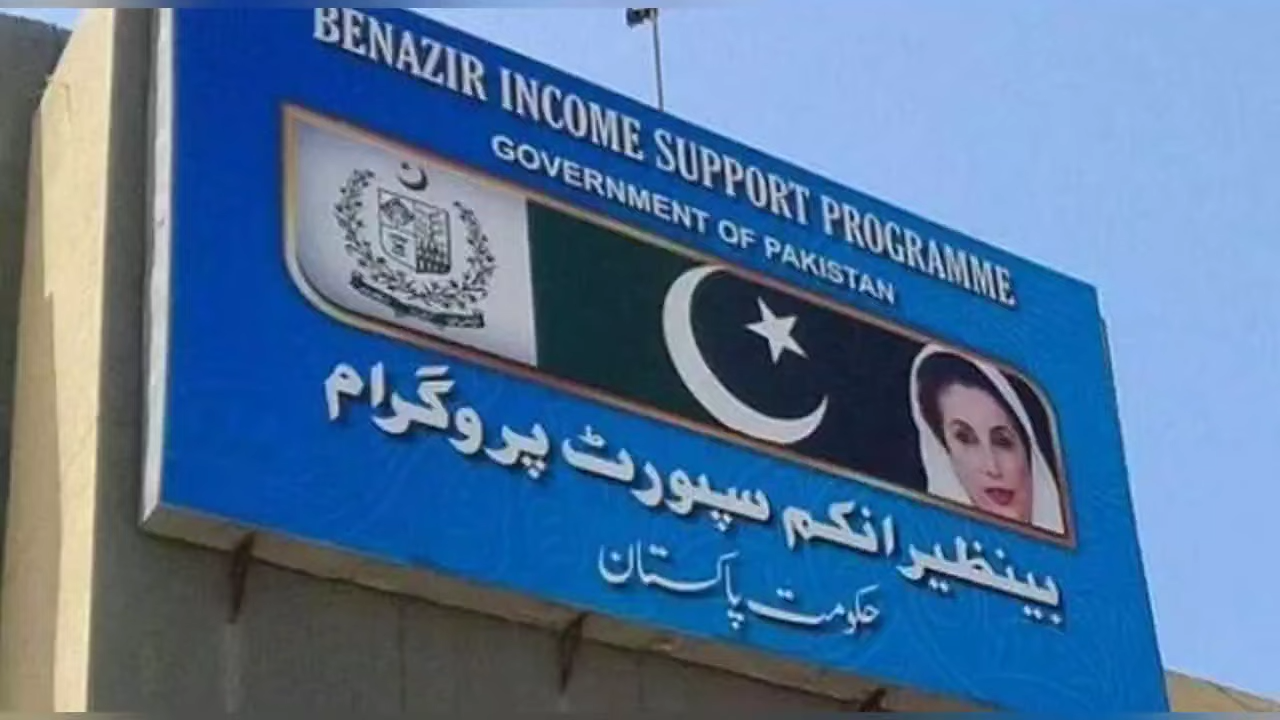 BENAZIR INCOME SUPPORT PROGRAMME
GOVERNMENT OF PAKISTAN
بینظیر انکم سپورٹ پروگرام
حکومت پاکستان